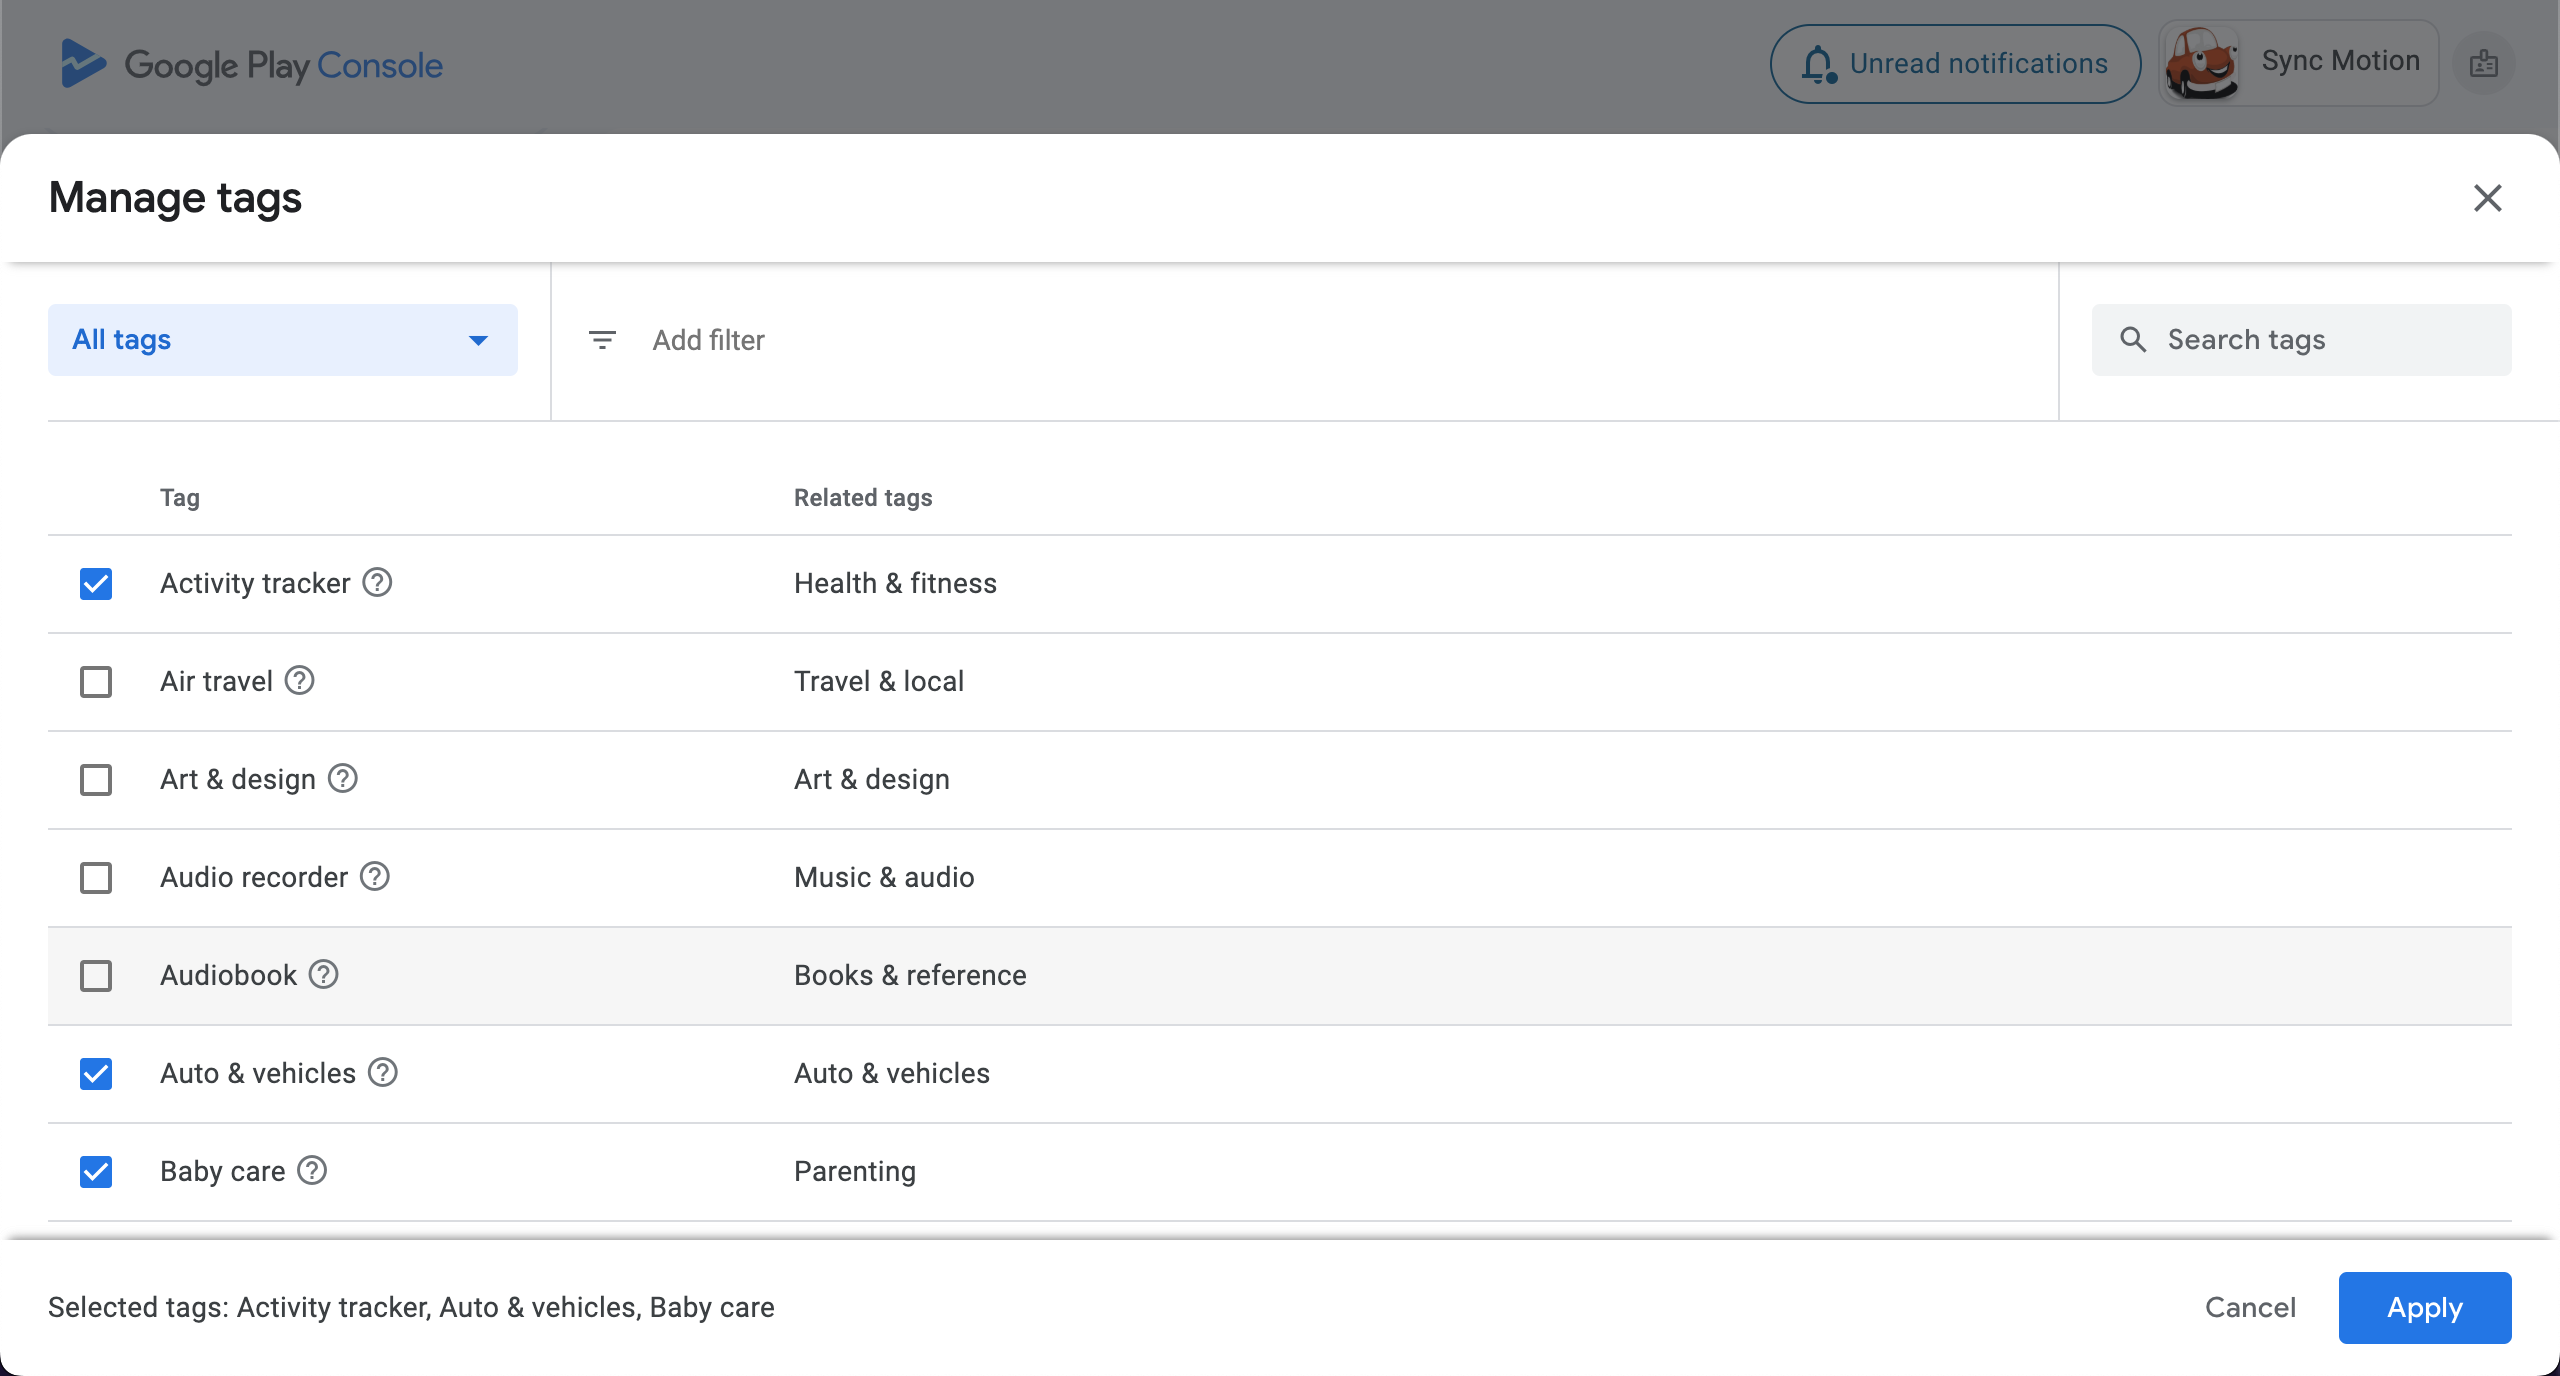 Google Play Console
Unread notifications
Sync Motion
Manage tags
All tags
Add filter
Search tags
Tag Related tags
Activity tracker Health & fitness
Air travel Travel & local
Art & design Art & design
Audio recorder Music & audio
Audiobook Books & reference
Auto & vehicles Auto & vehicles
Baby care Parenting
Selected tags: Activity tracker, Auto & vehicles, Baby care
Cancel
Apply